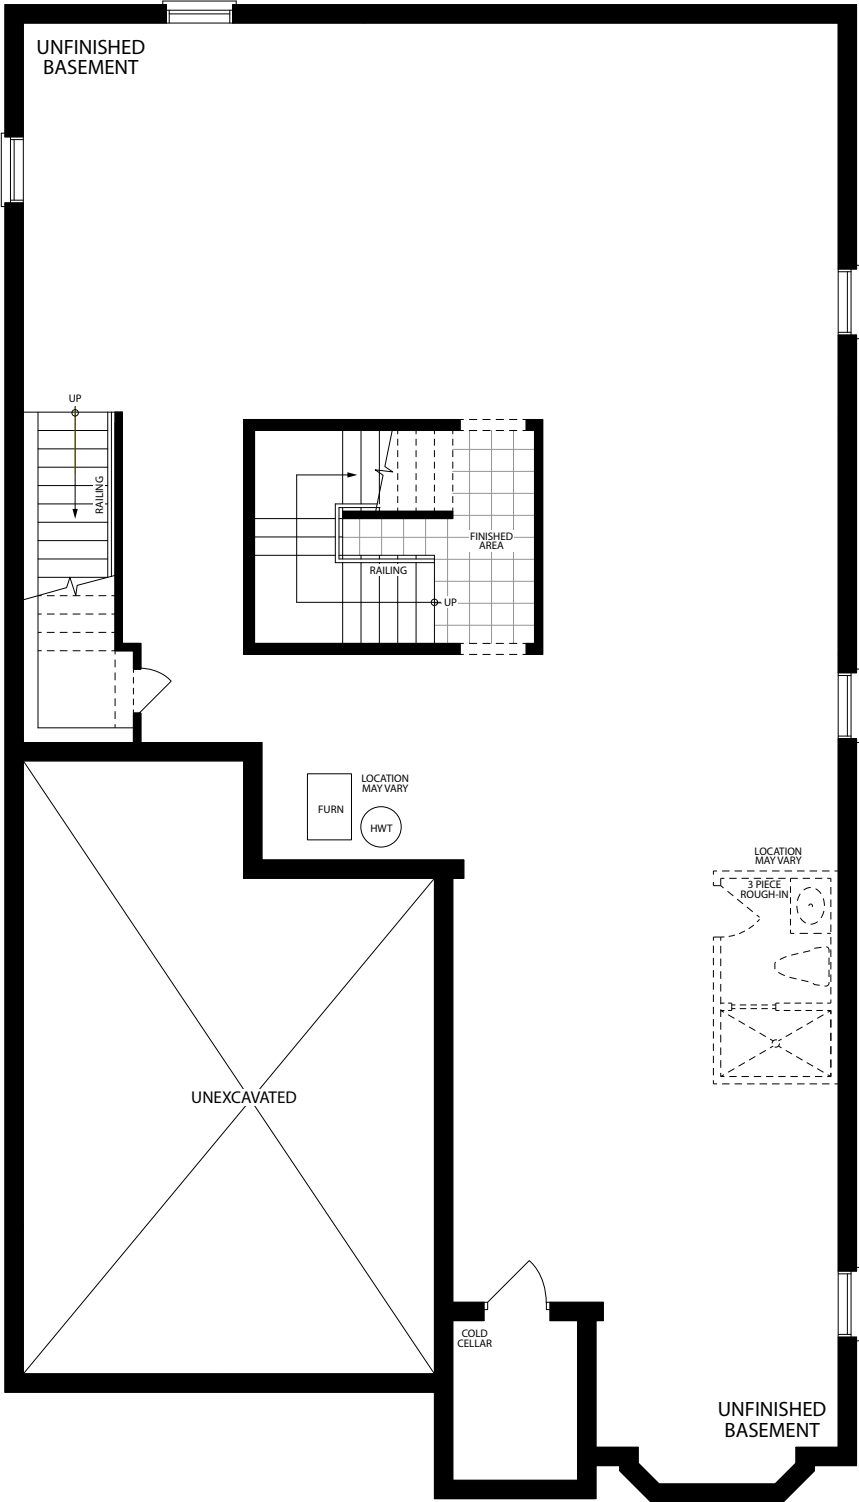 UNFINISHED
BASEMENT
UP
RAILING
FINISHED
AREA
RAILING
UP
LOCATION
MAY VARY
FURN
HWT
LOCATION
MAY VARY
3 PIECE
ROUGH-IN
UNEXCAVATED
COLD
CELLAR
UNFINISHED
BASEMENT